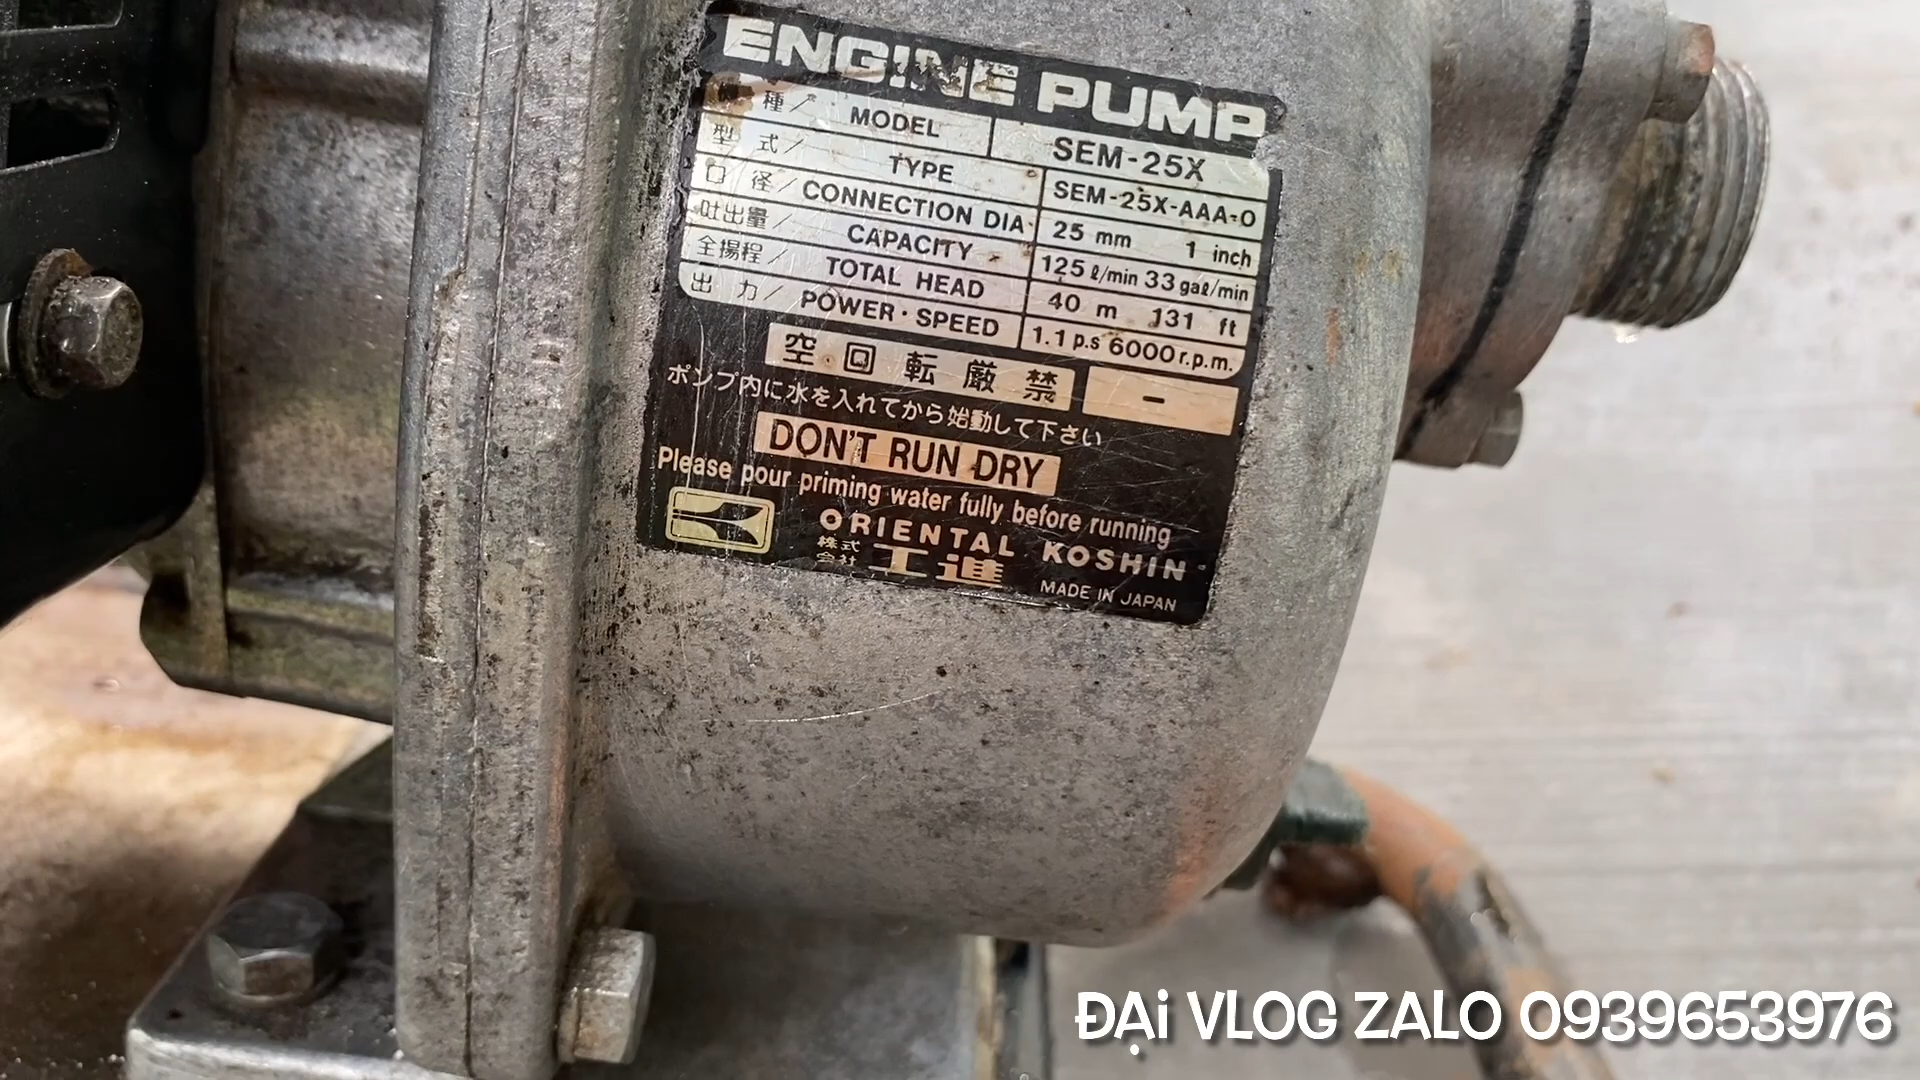 ENGINE PUMP
機種/ MODEL SEM-25X
型式/ TYPE SEM-25X-AAA-0
口径/ CONNECTION DIA 25 mm 1 inch
吐出量/ CAPACITY 125 ℓ/min 33 gaℓ/min
全揚程/ TOTAL HEAD 40 m 131 ft
出力/ POWER・SPEED 1.1 p.s 6000 r.p.m.
空回転厳禁 -
ポンプ内に水を入れてから始動して下さい
DON'T RUN DRY
Please pour priming water fully before running
ORIENTAL KOSHIN
株式会社 工進
MADE IN JAPAN
ĐẠi VLOG ZALO 0939653976